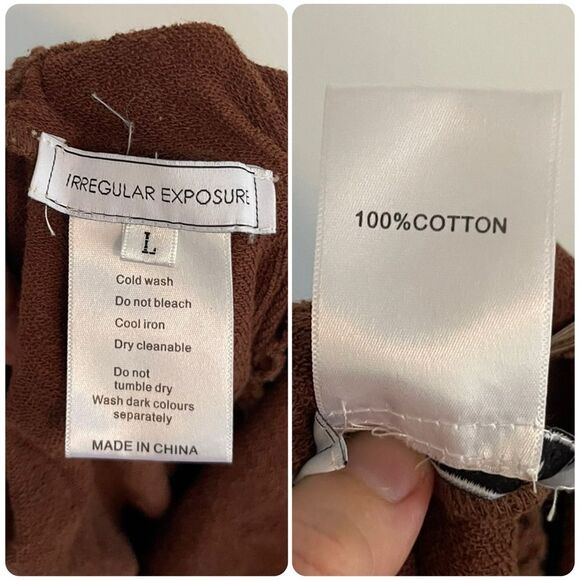 IRREGULAR EXPOSURE
L
Cold wash
Do not bleach
Cool iron
Dry cleanable
Do not
tumble dry
Wash dark colours
separately
MADE IN CHINA
100%COTTON